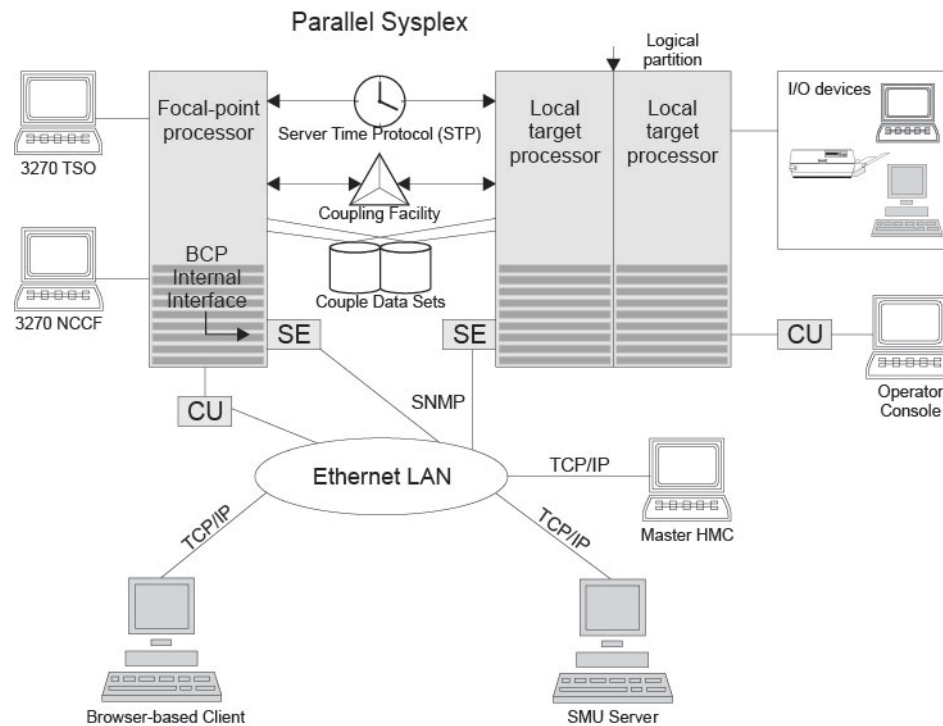 Parallel Sysplex
Logical
partition
3270 TSO
Focal-point
processor
Server Time Protocol (STP)
Local
target
processor
Local
target
processor
I/O devices
Coupling Facility
3270 NCCF
BCP
Internal
Interface
Couple Data Sets
SE
SE
CU
Operator
Console
CU
SNMP
Ethernet LAN
TCP/IP
Master HMC
TCP/IP
TCP/IP
Browser-based Client
SMU Server